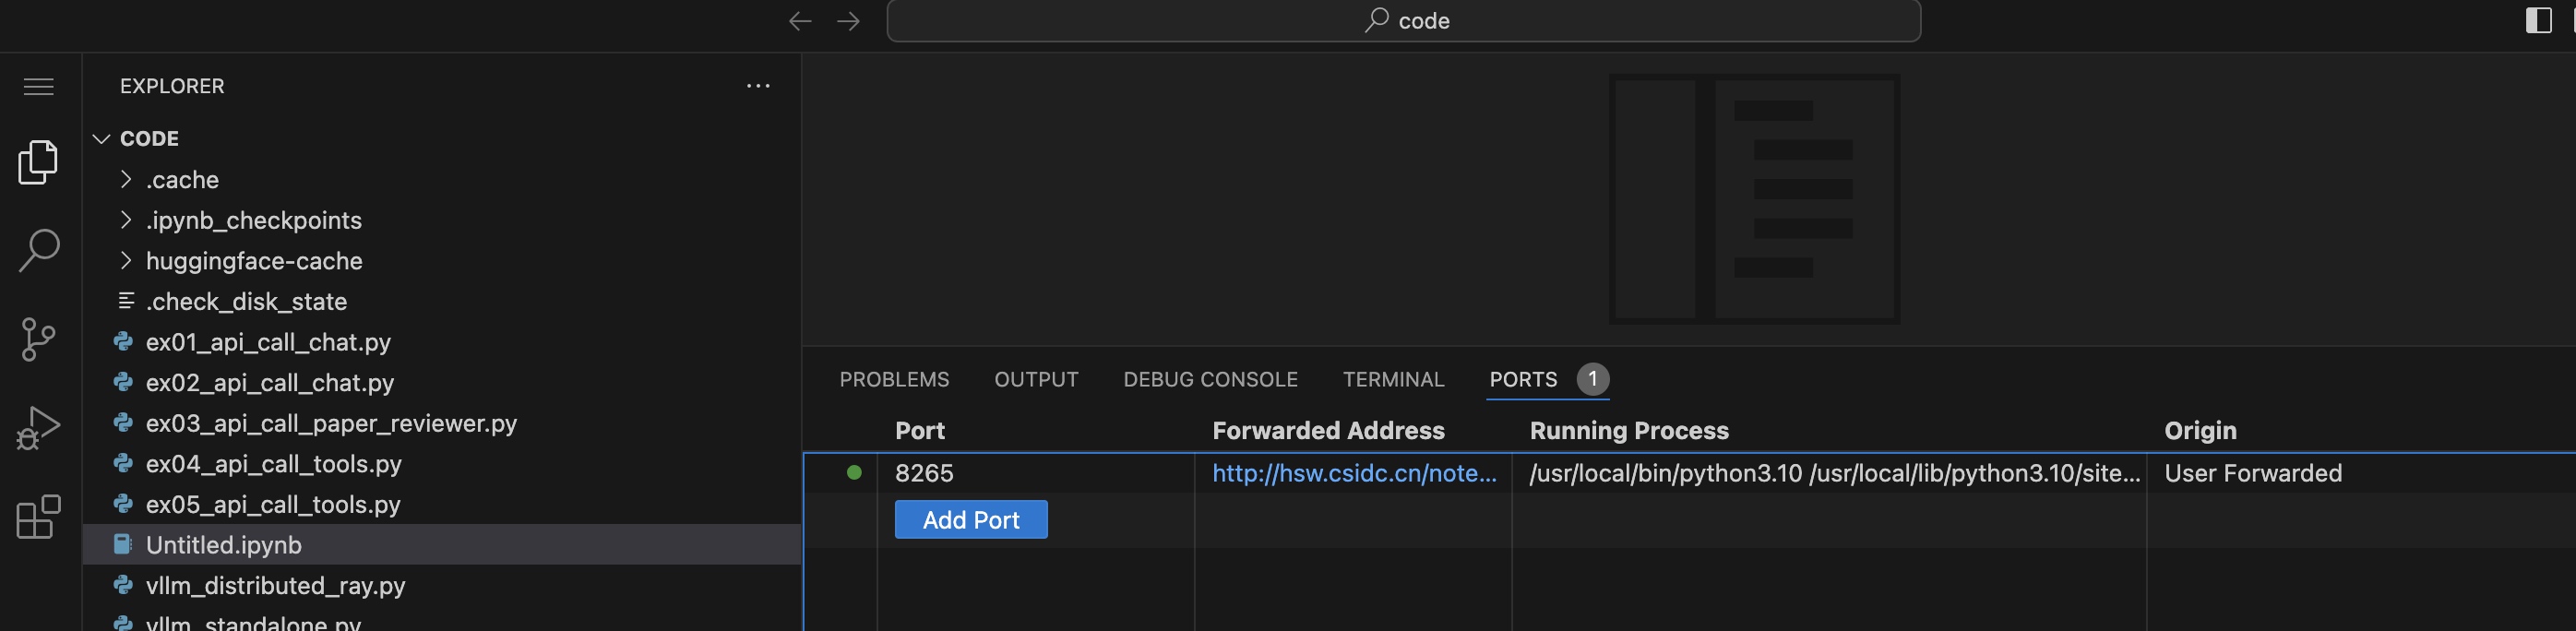 code
EXPLORER
CODE
.cache
.ipynb_checkpoints
huggingface-cache
.check_disk_state
ex01_api_call_chat.py
ex02_api_call_chat.py
ex03_api_call_paper_reviewer.py
ex04_api_call_tools.py
ex05_api_call_tools.py
Untitled.ipynb
vllm_distributed_ray.py
vllm_standalone.py
PROBLEMS OUTPUT DEBUG CONSOLE TERMINAL PORTS 1
Port Forwarded Address Running Process Origin
8265 http://hsw.csidc.cn/note... /usr/local/bin/python3.10 /usr/local/lib/python3.10/site... User Forwarded
Add Port